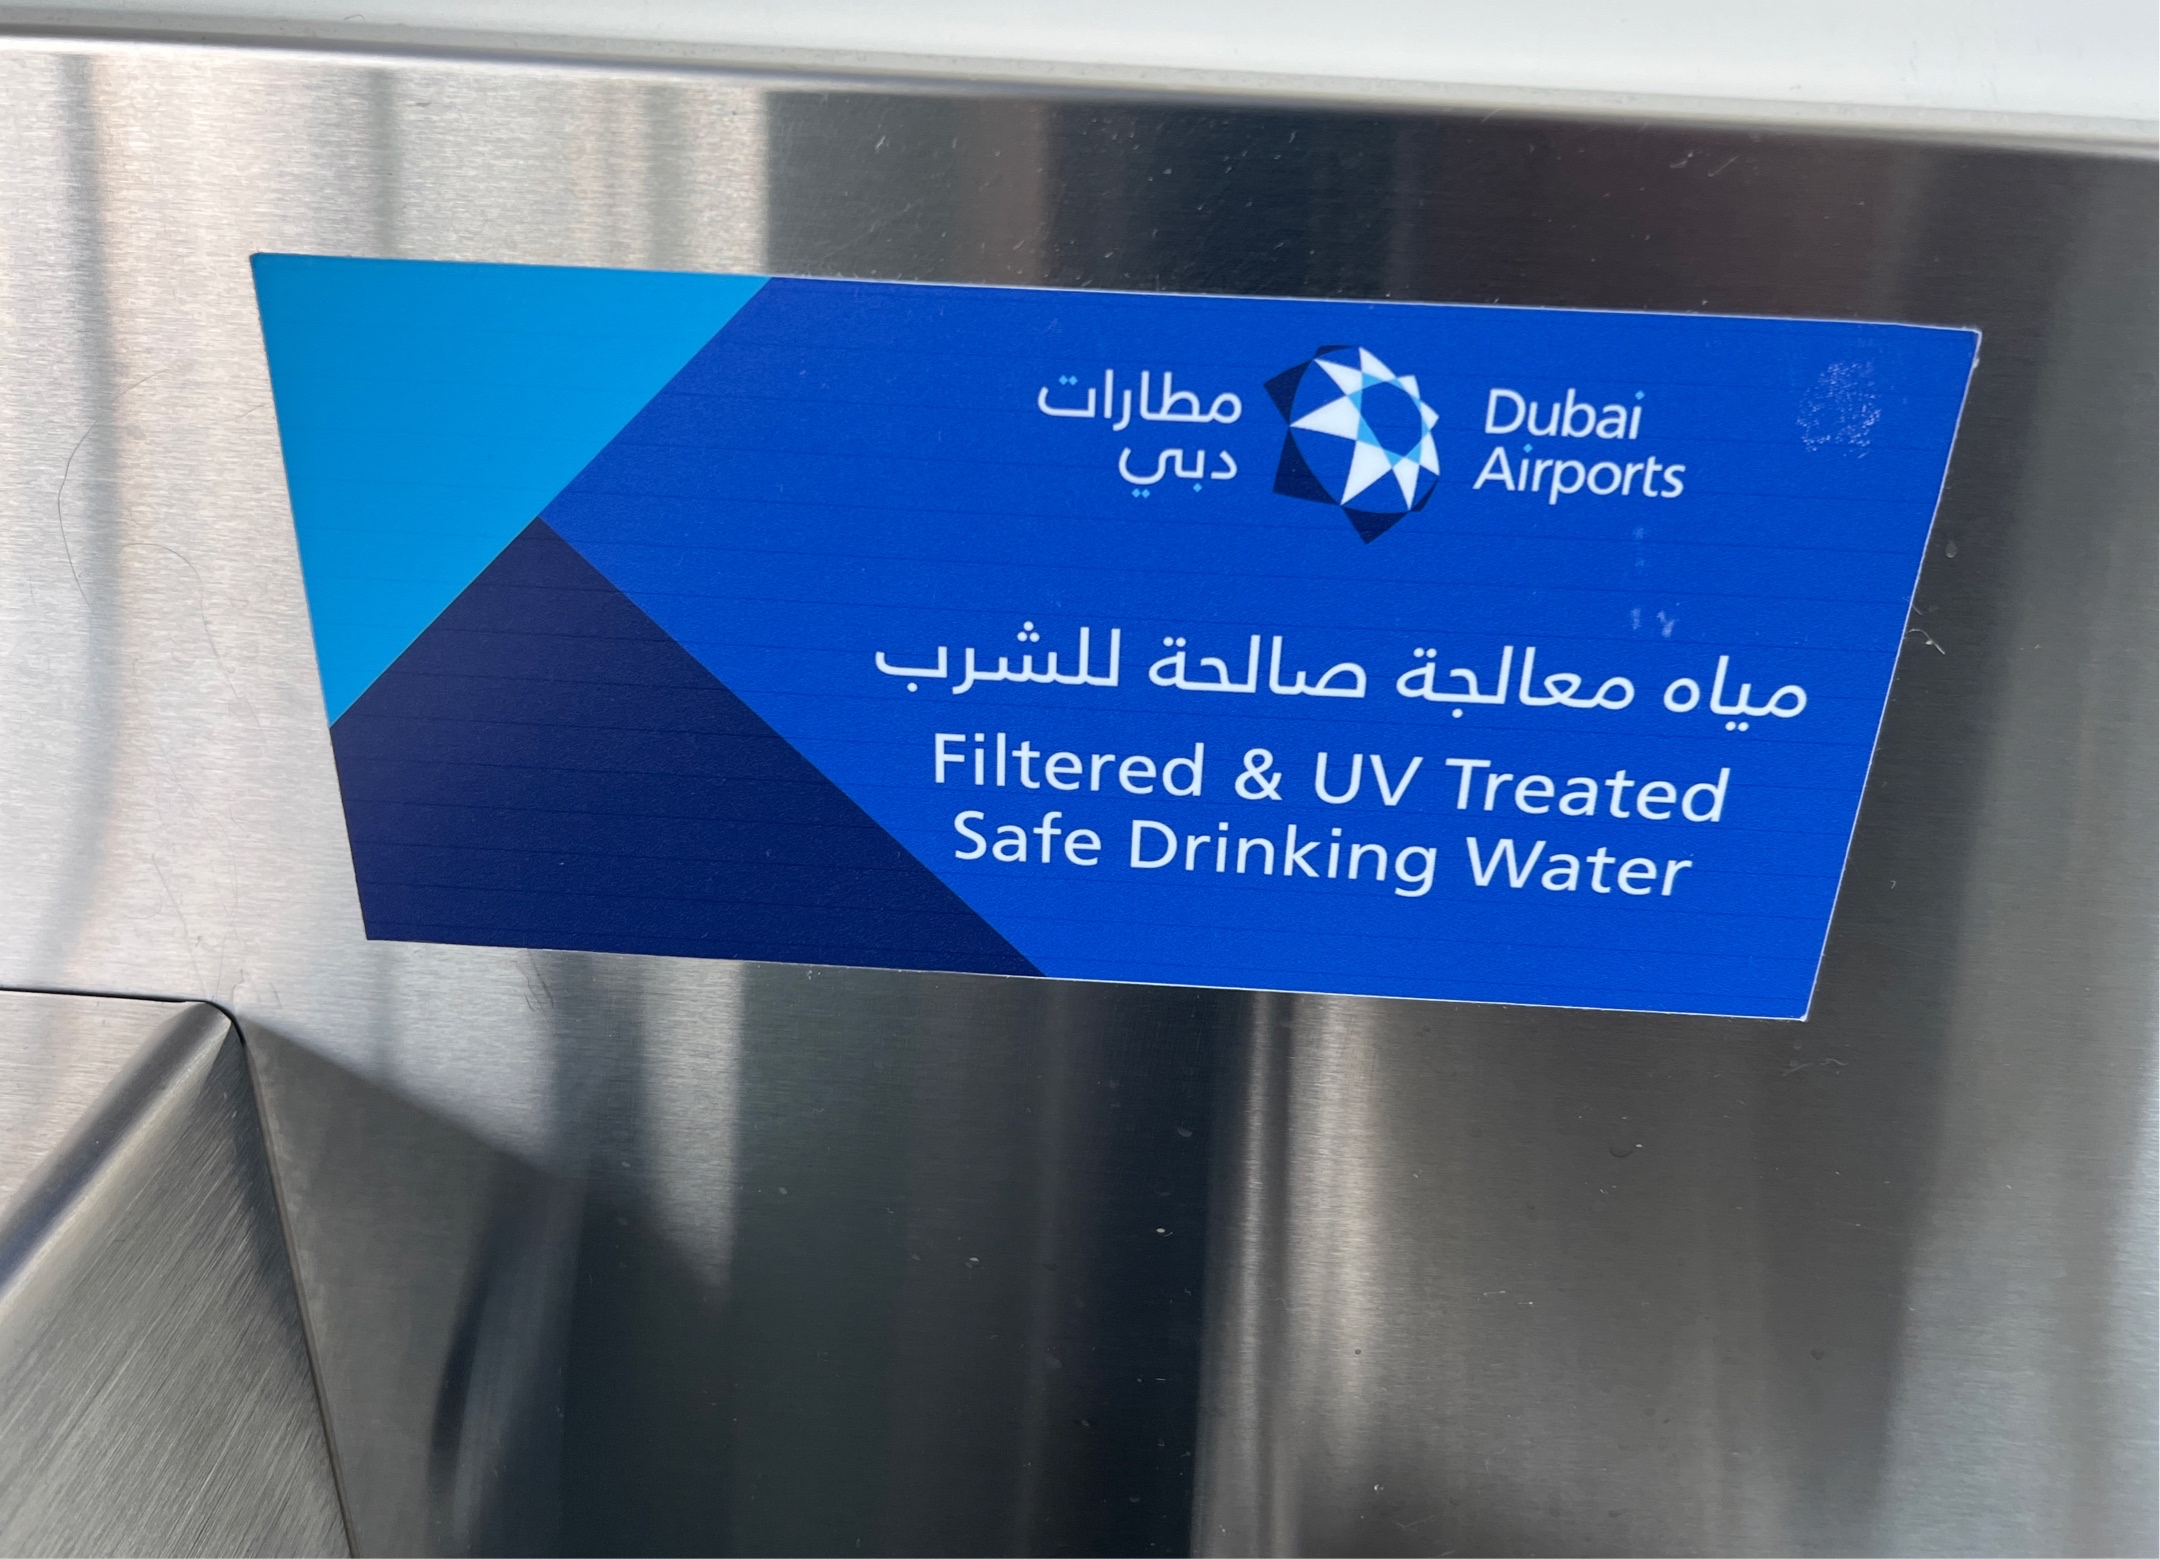 مطارات
دبي
Dubai
Airports
مياه معالجة صالحة للشرب
Filtered & UV Treated
Safe Drinking Water